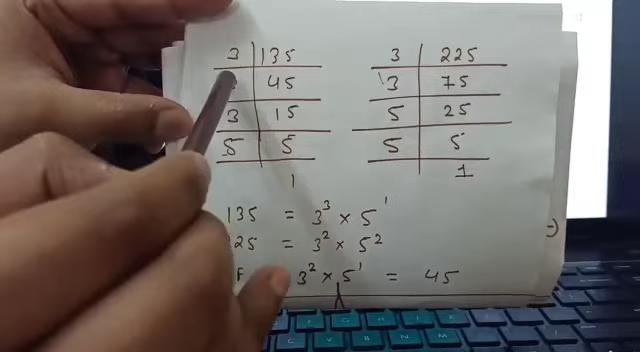 3 | 135
45
3 | 15
5 | 5
1
3 | 225
3 | 75
5 | 25
5 | 5
1
135 = 3³ × 5¹
25 = 3² × 5²
F 3² × 5¹ = 45